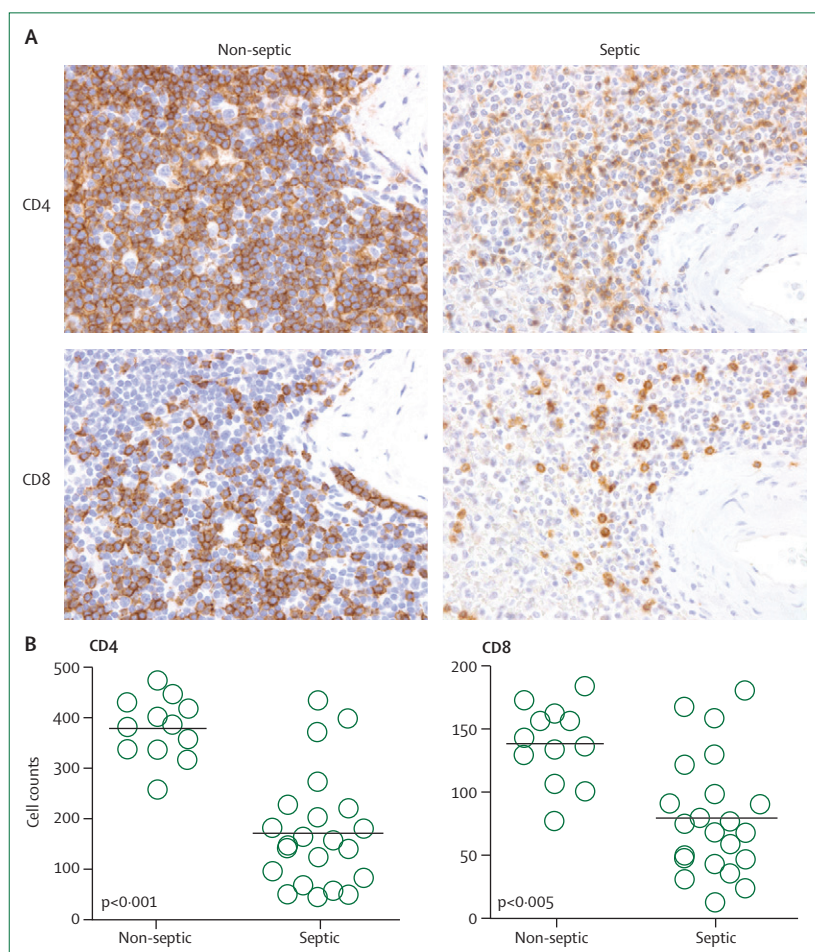 A
Non-septic
Septic
CD4
CD8
B
CD4
500
400
300
200
100
0
Cell counts
p<0·001
Non-septic
Septic
CD8
200
150
100
50
0
p<0·005
Non-septic
Septic